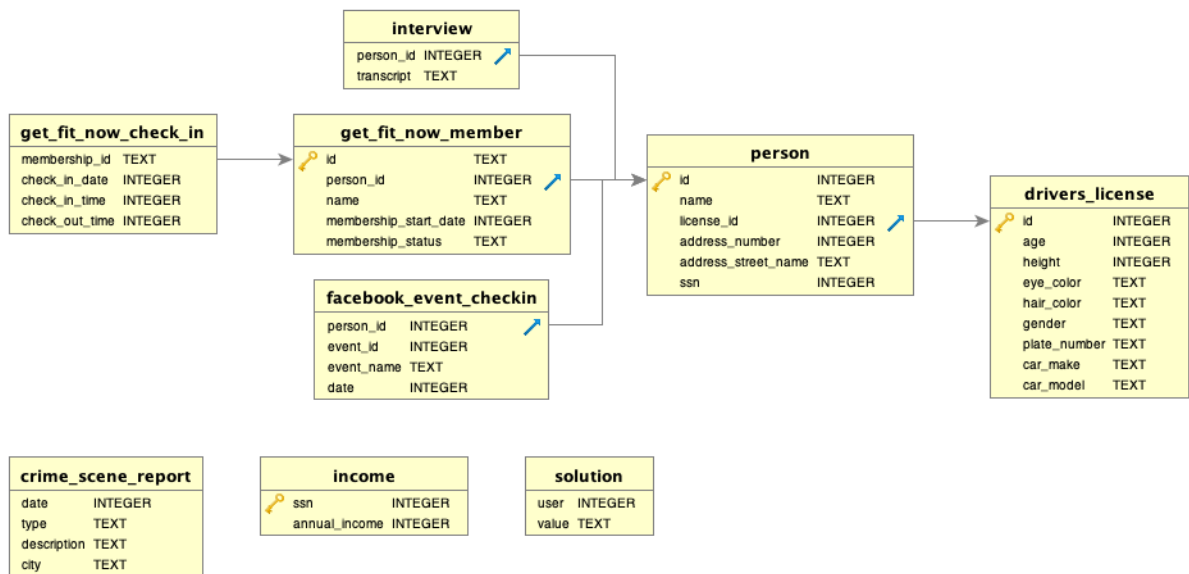 interview
person_id INTEGER
transcript TEXT
get_fit_now_check_in
membership_id TEXT
check_in_date INTEGER
check_in_time INTEGER
check_out_time INTEGER
get_fit_now_member
id TEXT
person_id INTEGER
name TEXT
membership_start_date INTEGER
membership_status TEXT
facebook_event_checkin
person_id INTEGER
event_id INTEGER
event_name TEXT
date INTEGER
person
id INTEGER
name TEXT
license_id INTEGER
address_number INTEGER
address_street_name TEXT
ssn INTEGER
drivers_license
id INTEGER
age INTEGER
height INTEGER
eye_color TEXT
hair_color TEXT
gender TEXT
plate_number TEXT
car_make TEXT
car_model TEXT
crime_scene_report
date INTEGER
type TEXT
description TEXT
city TEXT
income
ssn INTEGER
annual_income INTEGER
solution
user INTEGER
value TEXT